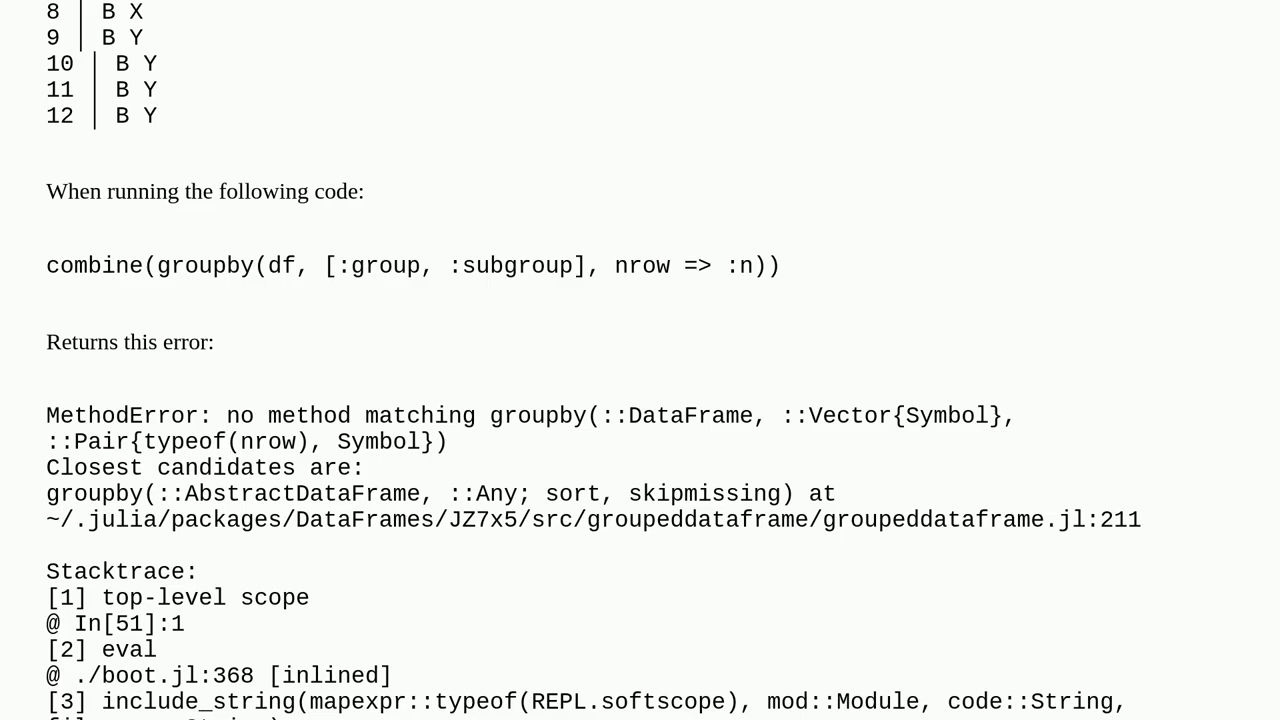 8 │ B X
9 │ B Y
10 │ B Y
11 │ B Y
12 │ B Y
When running the following code:
combine(groupby(df, [:group, :subgroup], nrow => :n))
Returns this error:
MethodError: no method matching groupby(::DataFrame, ::Vector{Symbol},
::Pair{typeof(nrow), Symbol})
Closest candidates are:
groupby(::AbstractDataFrame, ::Any; sort, skipmissing) at
~/.julia/packages/DataFrames/JZ7x5/src/groupeddataframe/groupeddataframe.jl:211
Stacktrace:
[1] top-level scope
@ In[51]:1
[2] eval
@ ./boot.jl:368 [inlined]
[3] include_string(mapexpr::typeof(REPL.softscope), mod::Module, code::String,